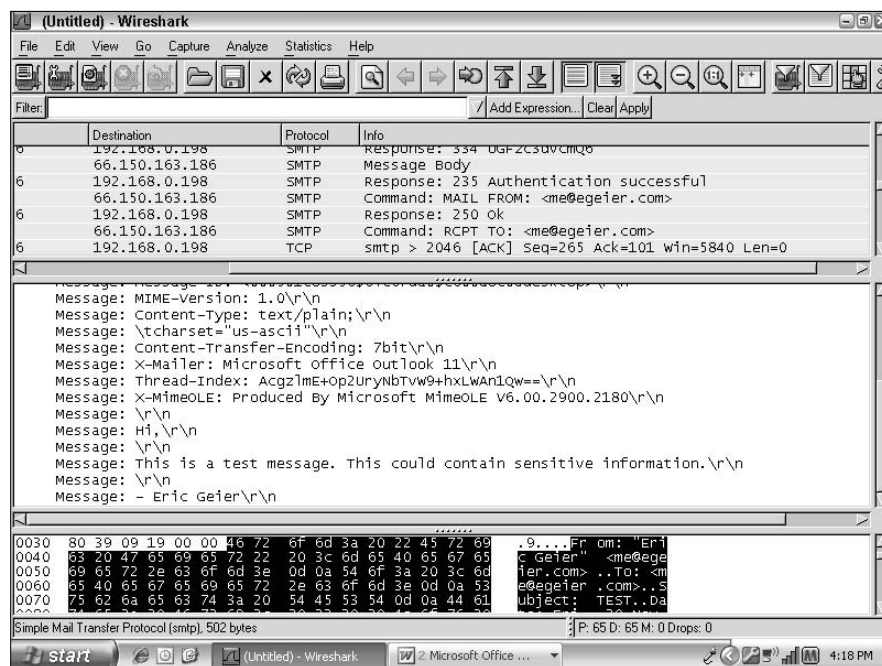 (Untitled) - Wireshark
File Edit View Go Capture Analyze Statistics Help
Filter: Add Expression... Clear Apply
Destination Protocol Info
6 192.168.0.198 SMTP Response: 334 UGFzc3dvcmQ6
66.150.163.186 SMTP Message Body
6 192.168.0.198 SMTP Response: 235 Authentication successful
66.150.163.186 SMTP Command: MAIL FROM: <me@egeier.com>
6 192.168.0.198 SMTP Response: 250 Ok
66.150.163.186 SMTP Command: RCPT TO: <me@egeier.com>
6 192.168.0.198 TCP smtp > 2046 [ACK] Seq=265 Ack=101 Win=5840 Len=0
Message: MIME-Version: 1.0\r\n
Message: Content-Type: text/plain;\r\n
Message: \tcharset="us-ascii"\r\n
Message: Content-Transfer-Encoding: 7bit\r\n
Message: X-Mailer: Microsoft Office Outlook 11\r\n
Message: Thread-Index: AcgzlmE+Op2UryNbTvW9+hxLWAn1Qw==\r\n
Message: X-MimeOLE: Produced By Microsoft MimeOLE V6.00.2900.2180\r\n
Message: \r\n
Message: Hi,\r\n
Message: \r\n
Message: This is a test message. This could contain sensitive information.\r\n
Message: \r\n
Message: - Eric Geier\r\n
0030 80 39 09 19 00 00 46 72 6f 6d 3a 20 22 45 72 69 .9....From: "Eri
0040 63 20 47 65 69 65 72 22 20 3c 6d 65 40 65 67 65 c Geier" <me@ege
0050 69 65 72 2e 63 6f 6d 3e 0d 0a 54 6f 3a 20 3c 6d ier.com> ..To: <m
0060 65 40 65 67 65 69 65 72 2e 63 6f 6d 3e 0d 0a 53 e@egeier.com>..S
0070 75 62 6a 65 63 74 3a 20 54 45 53 54 0d 0a 44 61 ubject: TEST..Da
Simple Mail Transfer Protocol (smtp), 502 bytes P: 65 D: 65 M: 0 Drops: 0
start (Untitled) - Wireshark 2 Microsoft Office ... 4:18 PM